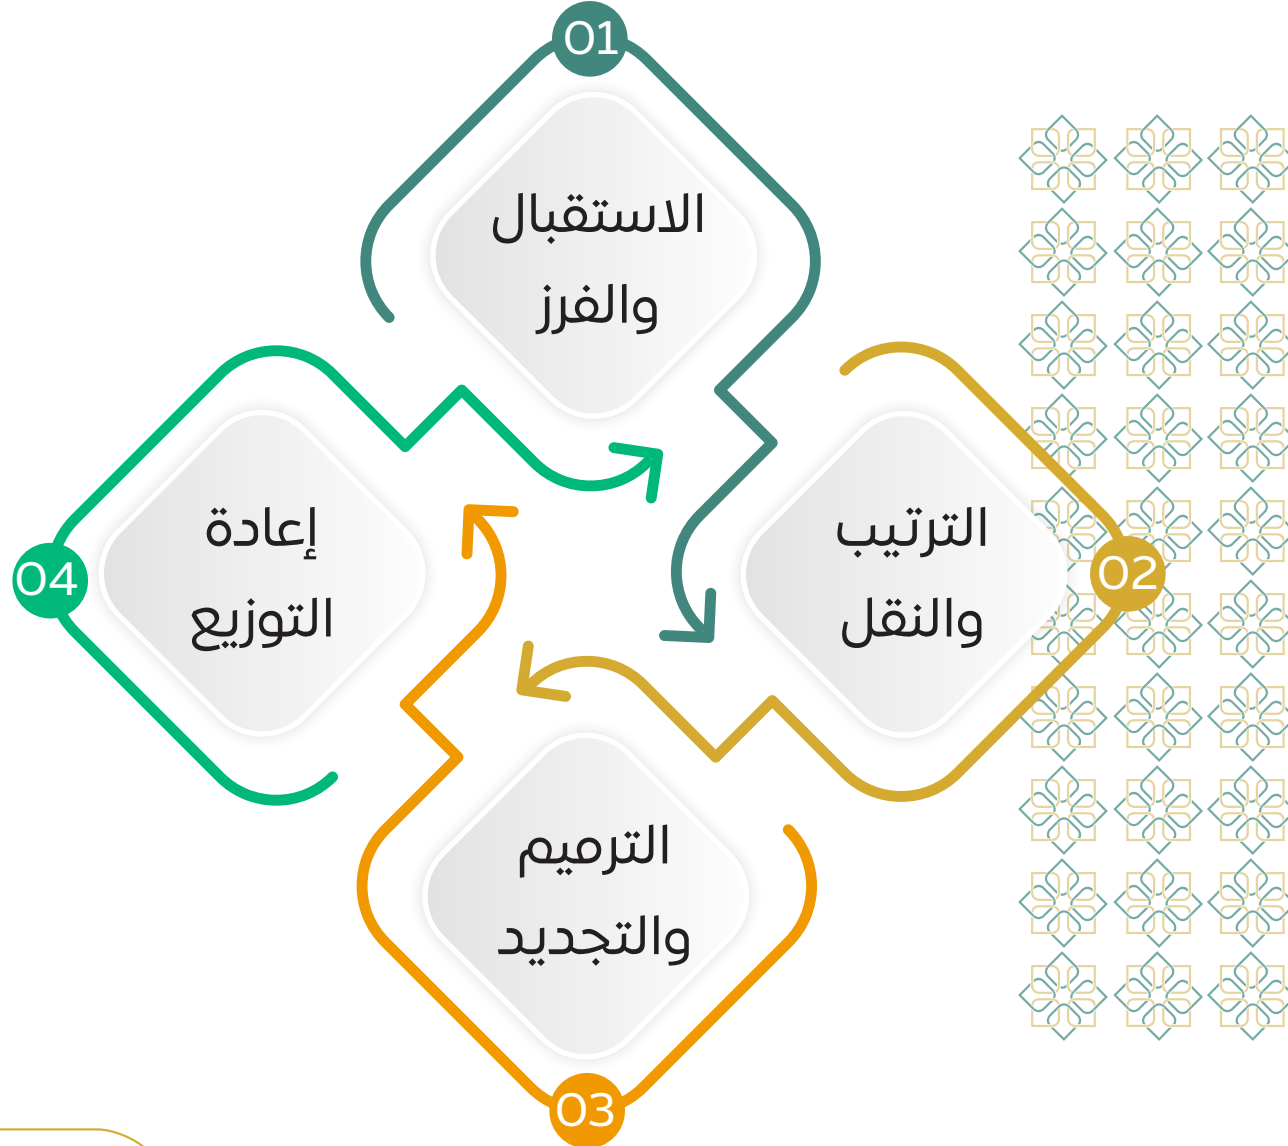 01
الاستقبال
والفرز
02
الترتيب
والنقل
03
الترميم
والتجديد
04
إعادة
التوزيع